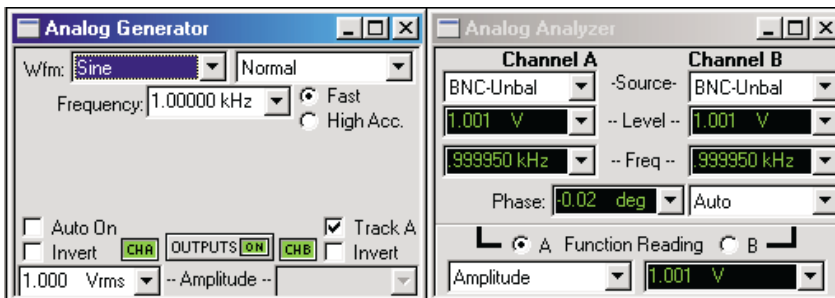 Analog Generator
Wfm: Sine Normal
Frequency: 1.00000 kHz Fast
High Acc.
Auto On Track A
Invert CHA OUTPUTS ON CHB Invert
1.000 Vrms -- Amplitude --
Analog Analyzer
Channel A Channel B
BNC-Unbal -Source- BNC-Unbal
1.001 V -- Level -- 1.001 V
.999950 kHz -- Freq -- .999950 kHz
Phase: -0.02 deg Auto
A Function Reading B
Amplitude 1.001 V